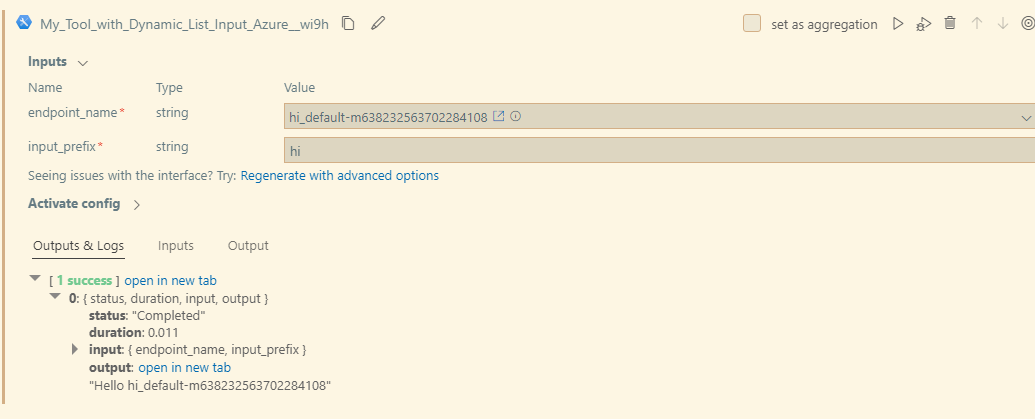 My_Tool_with_Dynamic_List_Input_Azure__wi9h set as aggregation
Inputs
Name Type Value
endpoint_name* string hi_default-m638232563702284108
input_prefix* string hi
Seeing issues with the interface? Try: Regenerate with advanced options
Activate config
Outputs & Logs Inputs Output
[ 1 success ] open in new tab
0: { status, duration, input, output }
status: "Completed"
duration: 0.011
input: { endpoint_name, input_prefix }
output: open in new tab
"Hello hi_default-m638232563702284108"